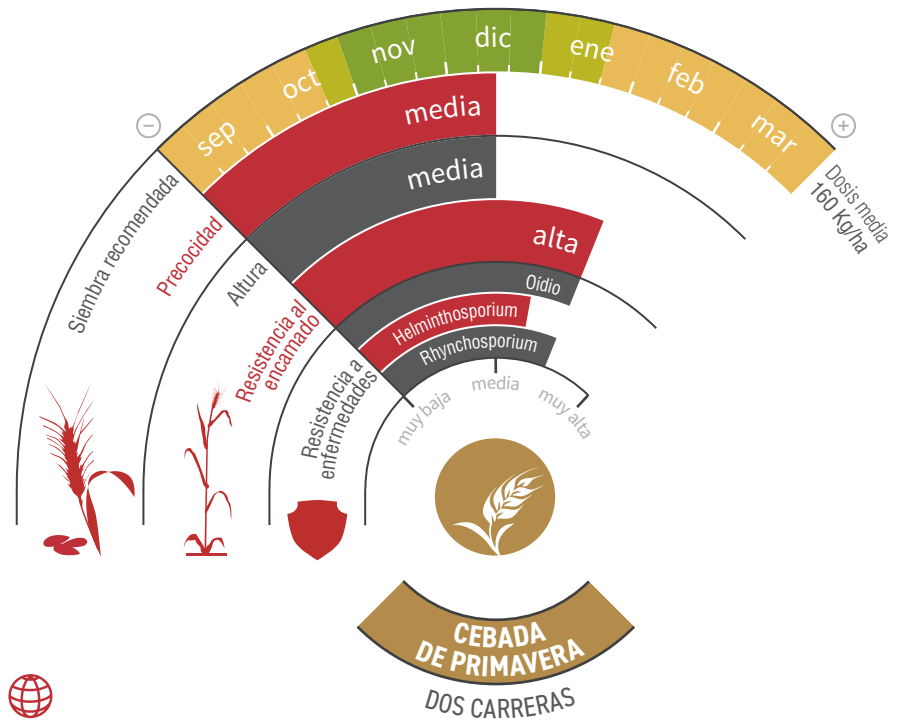 sep
oct
nov
dic
ene
feb
mar
−
+
Dosis media
160 Kg/ha
Siembra recomendada
Precocidad
media
Altura
media
Resistencia al
encamado
alta
Resistencia a
enfermedades
Oídio
Helminthosporium
Rhynchosporium
muy baja
media
muy alta
CEBADA
DE PRIMAVERA
DOS CARRERAS